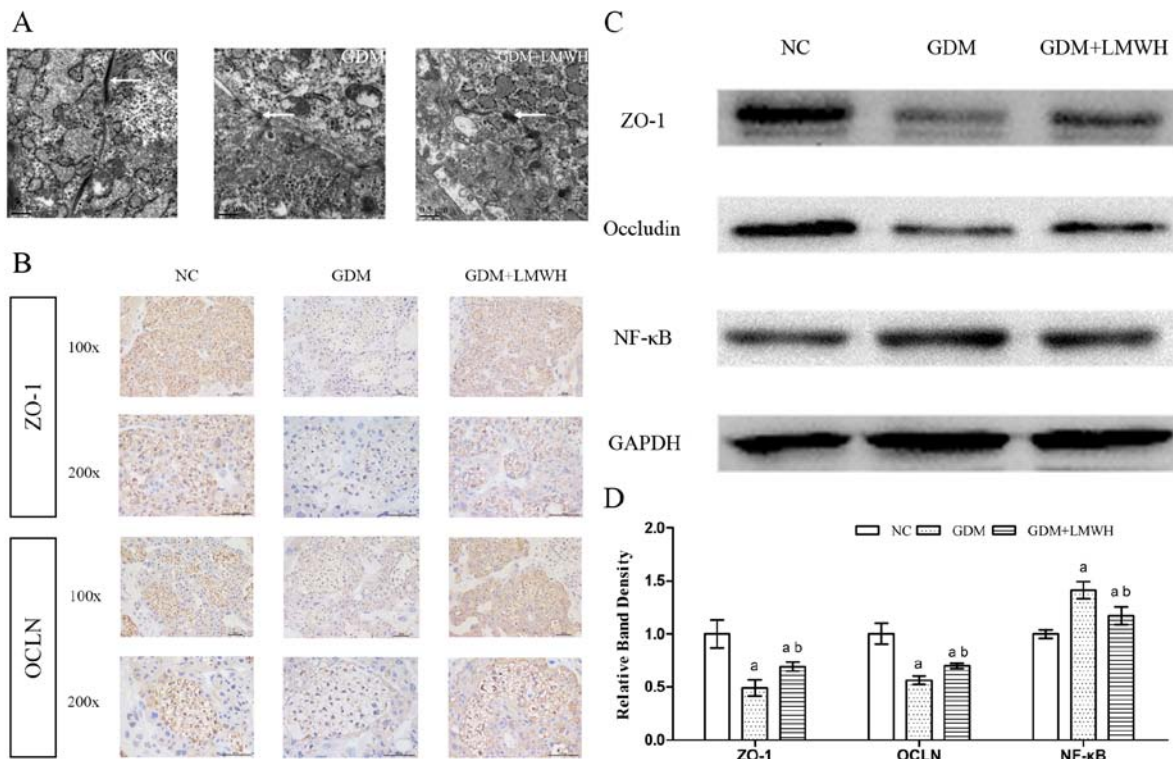 A
NC
GDM
GDM+LMWH
B
NC GDM GDM+LMWH
ZO-1
100x
200x
OCLN
100x
200x
C
NC GDM GDM+LMWH
ZO-1
Occludin
NF-κB
GAPDH
D
NC GDM GDM+LMWH
Relative Band Density
2.0
1.5
1.0
0.5
0.0
a
a b
a
a b
a
a b
ZO-1 OCLN NF-κB